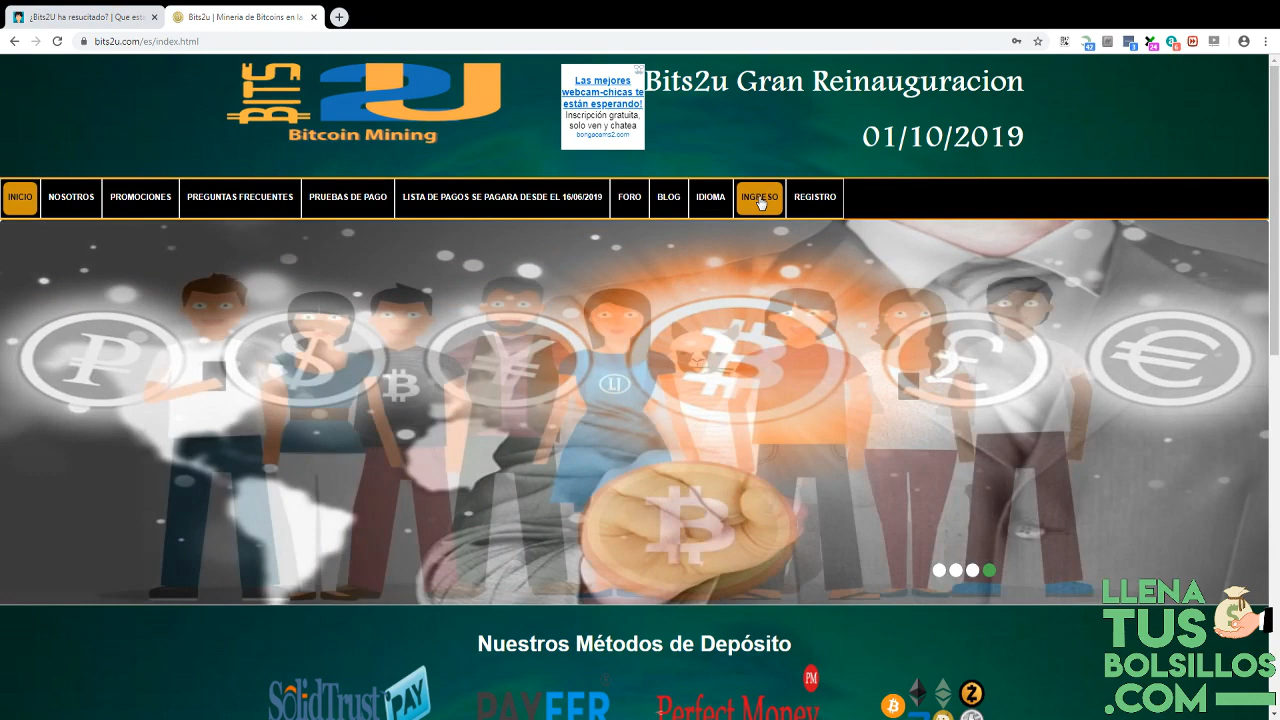 ¿Bits2U ha resucitado? | Qué esta
Bits2u | Mineria de Bitcoins en la
bits2u.com/es/index.html
BITS 2U
Bitcoin Mining
Las mejores
webcam-chicas te
están esperando!
Inscripción gratuita,
solo ven y chatea
bongacams2.com
Bits2u Gran Reinauguracion
01/10/2019
INICIO
NOSOTROS
PROMOCIONES
PREGUNTAS FRECUENTES
PRUEBAS DE PAGO
LISTA DE PAGOS SE PAGARA DESDE EL 16/06/2019
FORO
BLOG
IDIOMA
INGRESO
REGISTRO
Nuestros Métodos de Depósito
SolidTrust PAY
PAYEER
Perfect Money
PM
LLENA
TUS
BOLSILLOS
.COM